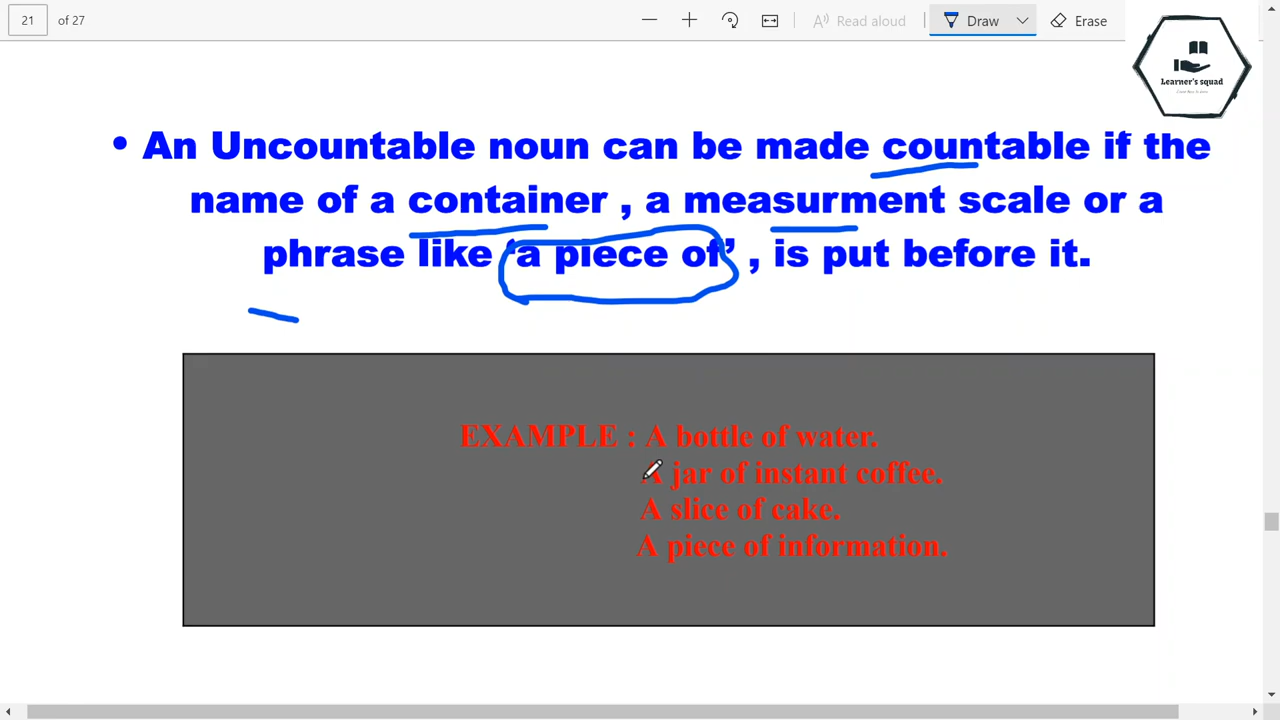 21 of 27
Read aloud
Draw
Erase
Learner's squad
• An Uncountable noun can be made countable if the
name of a container , a measurment scale or a
phrase like ‘a piece of’ , is put before it.
EXAMPLE : A bottle of water.
A jar of instant coffee.
A slice of cake.
A piece of information.